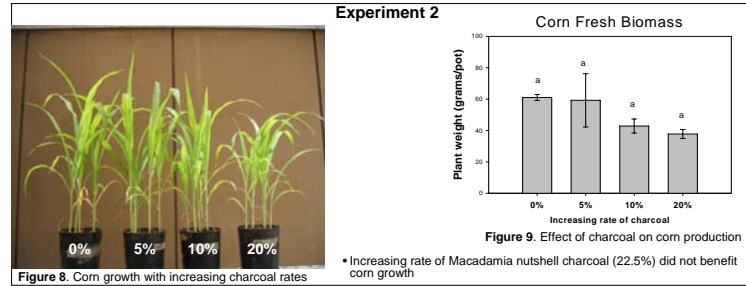 Experiment 2
0%
5%
10%
20%
Figure 8. Corn growth with increasing charcoal rates
Corn Fresh Biomass
Plant weight (grams/pot)
100
80
60
40
20
0
a
a
a
a
0%
5%
10%
20%
Increasing rate of charcoal
Figure 9. Effect of charcoal on corn production
• Increasing rate of Macadamia nutshell charcoal (22.5%) did not benefit
corn growth